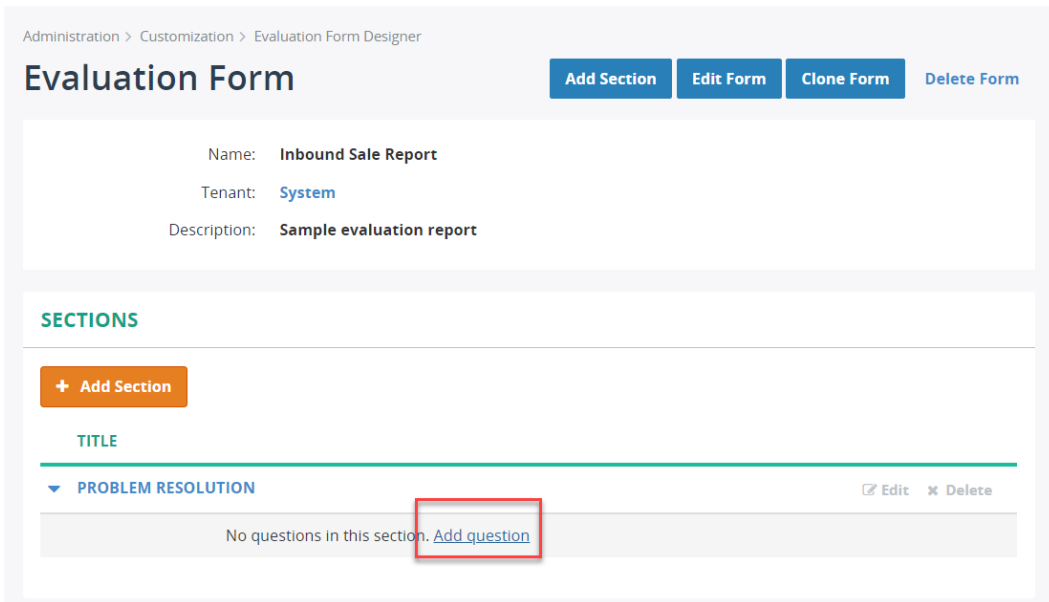 Administration > Customization > Evaluation Form Designer
Evaluation Form
Add Section
Edit Form
Clone Form
Delete Form
Name: Inbound Sale Report
Tenant: System
Description: Sample evaluation report
SECTIONS
+ Add Section
TITLE
PROBLEM RESOLUTION
Edit
Delete
No questions in this section. Add question